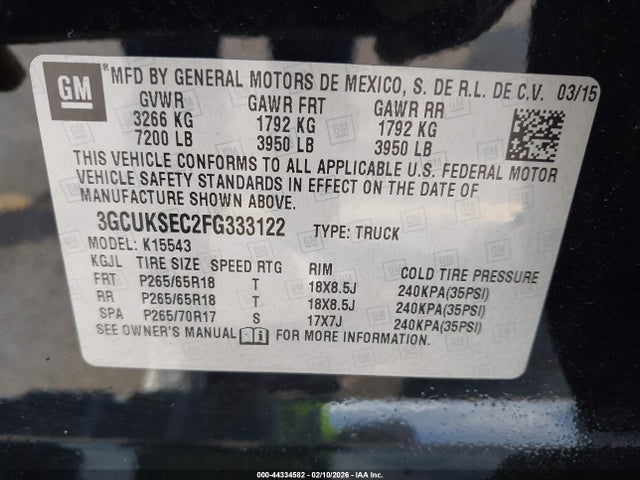 GM ® MFD BY GENERAL MOTORS DE MEXICO, S. DE R.L. DE C.V. 03/15
GVWR GAWR FRT GAWR RR
3266 KG 1792 KG 1792 KG
7200 LB 3950 LB 3950 LB
THIS VEHICLE CONFORMS TO ALL APPLICABLE U.S. FEDERAL MOTOR
VEHICLE SAFETY STANDARDS IN EFFECT ON THE DATE OF
MANUFACTURE SHOWN ABOVE.
3GCUKSEC2FG333122 TYPE: TRUCK
MODEL: K15543
KGJL TIRE SIZE SPEED RTG RIM COLD TIRE PRESSURE
FRT P265/65R18 T 18X8.5J 240KPA(35PSI)
RR P265/65R18 T 18X8.5J 240KPA(35PSI)
SPA P265/70R17 S 17X7J 240KPA(35PSI)
SEE OWNER'S MANUAL FOR MORE INFORMATION.
000-44334582 - 02/10/2026 - IAA Inc.